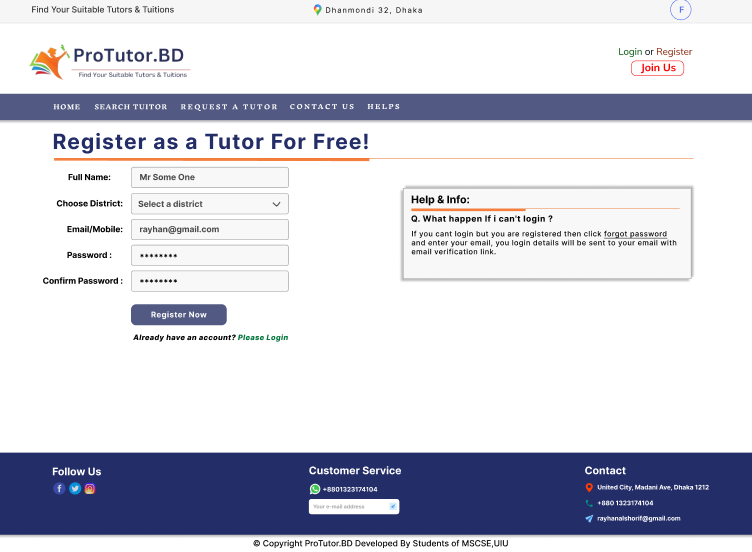 Find Your Suitable Tutors & Tuitions
Dhanmondi 32, Dhaka
F
ProTutor.BD
Find Your Suitable Tutors & Tuitions
Login or Register
Join Us
HOME SEARCH TUITOR REQUEST A TUTOR CONTACT US HELPS
Register as a Tutor For Free!
Full Name: Mr Some One
Choose District: Select a district
Email/Mobile: rayhan@gmail.com
Password : ********
Confirm Password : ********
Register Now
Already have an account? Please Login
Help & Info:
Q. What happen If i can't login ?
If you cant login but you are registered then click forgot password
and enter your email, you login details will be sent to your email with
email verification link.
Follow Us
Customer Service
+8801323174104
Your e-mail address
Contact
United City, Madani Ave, Dhaka 1212
+880 1323174104
rayhanalshorif@gmail.com
© Copyright ProTutor.BD Developed By Students of MSCSE,UIU